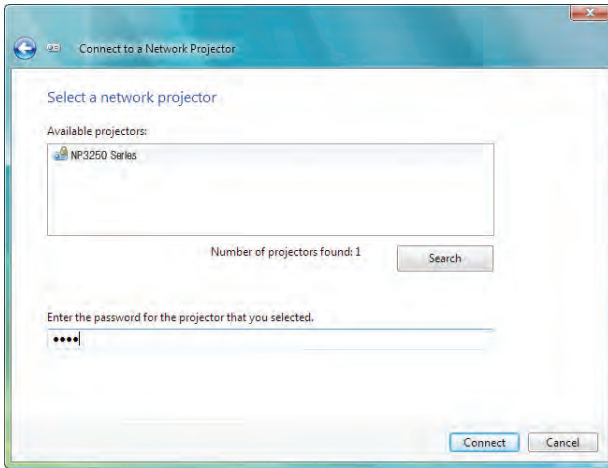 Connect to a Network Projector
Select a network projector
Available projectors:
NP3250 Series
Number of projectors found: 1
Search
Enter the password for the projector that you selected.
••••
Connect
Cancel